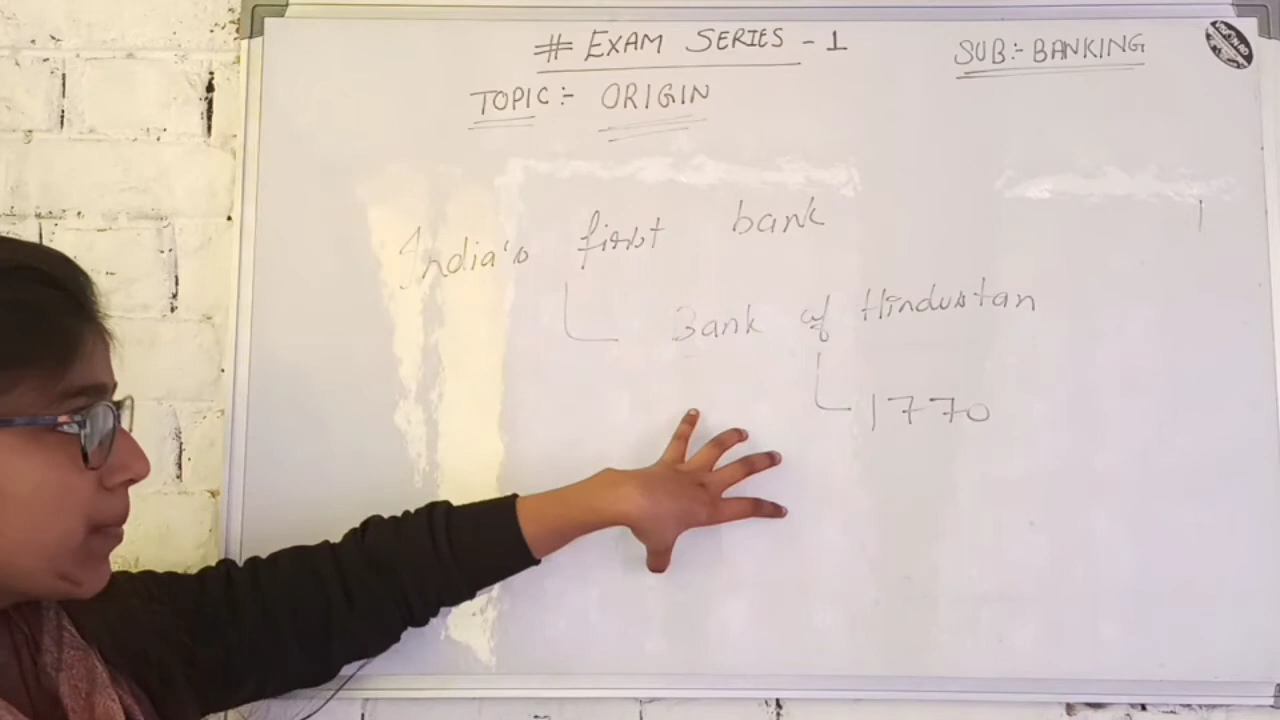 # EXAM SERIES - 1
SUB:- BANKING
TOPIC:- ORIGIN
India's first bank
Bank of Hindustan
1770